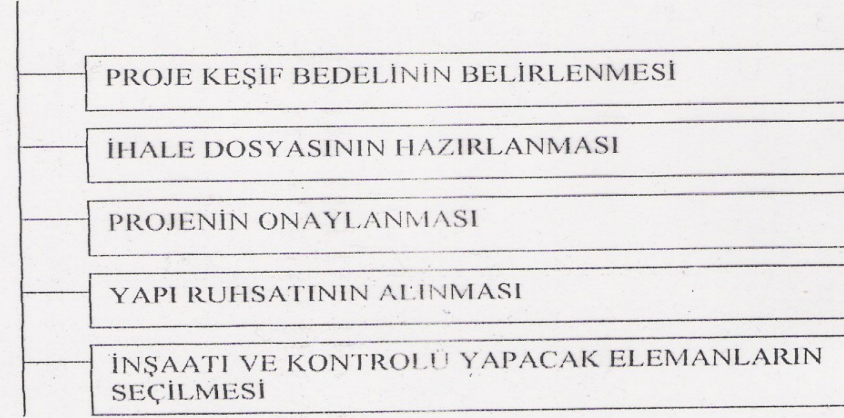 PROJE KEŞİF BEDELİNİN BELİRLENMESİ
İHALE DOSYASININ HAZIRLANMASI
PROJENİN ONAYLANMASI
YAPI RUHSATININ ALINMASI
İNŞAATI VE KONTROLÜ YAPACAK ELEMANLARIN
SEÇİLMESİ